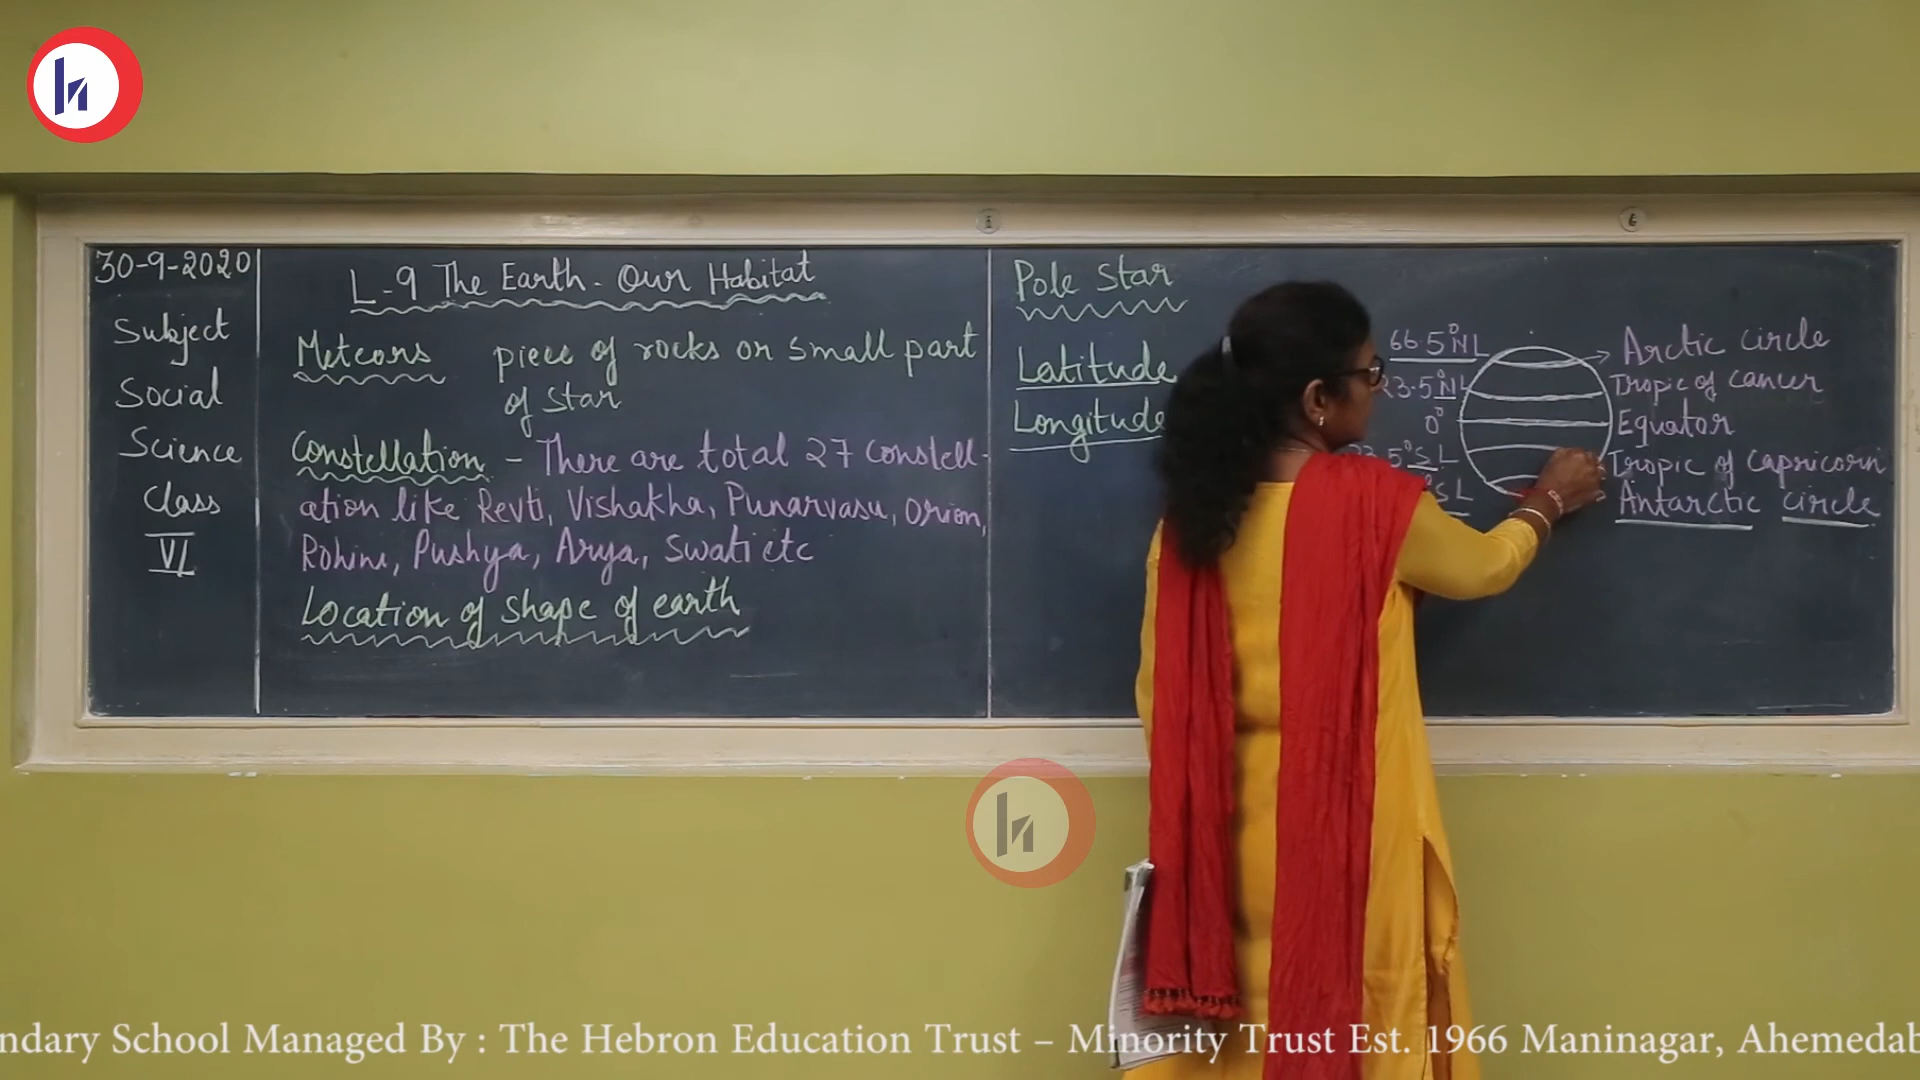 30-9-2020
Subject
Social
Science
Class
VI
L-9 The Earth - Our Habitat
Meteors piece of rocks or small part
of star
Constellation - There are total 27 constell-
ation like Revti, Vishakha, Punarvasu, Orion,
Rohini, Pushya, Arya, Swati etc
Location of shape of earth
Pole Star
Latitude
Longitude
66.5°NL
23.5°NL
0°
5°SL
°SL
Arctic circle
Tropic of cancer
Equator
Tropic of Capricorn
Antarctic circle
ndary School Managed By : The Hebron Education Trust – Minority Trust Est. 1966 Maninagar, Ahemedab